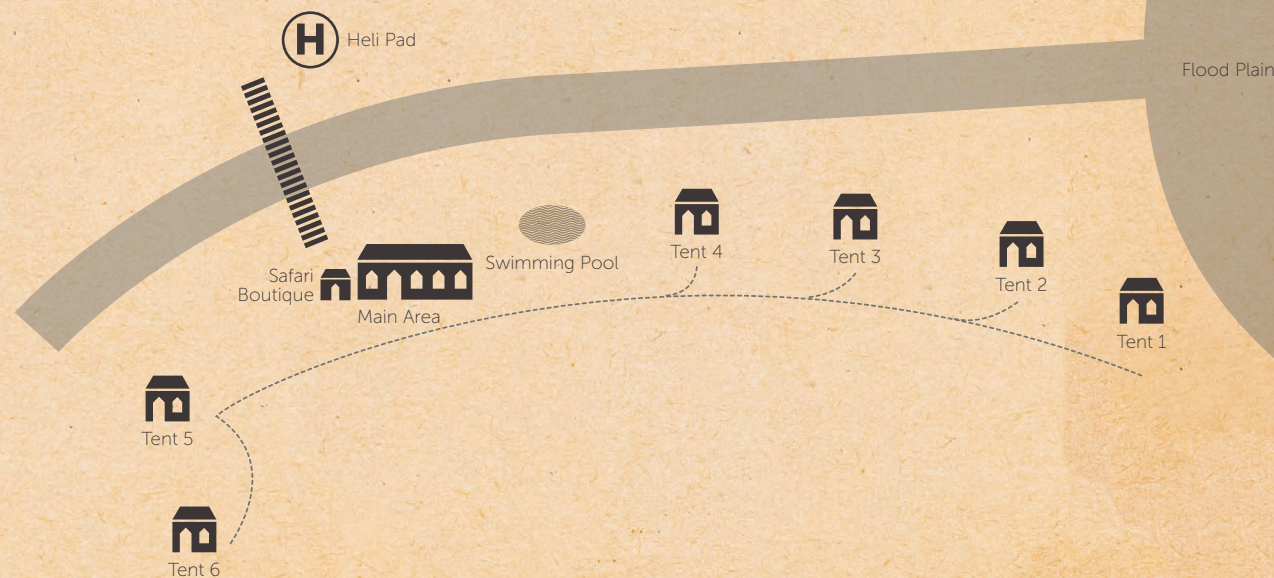 H Heli Pad
Flood Plain
Tent 4
Tent 3
Swimming Pool
Tent 2
Safari
Boutique
Main Area
Tent 1
Tent 5
Tent 6